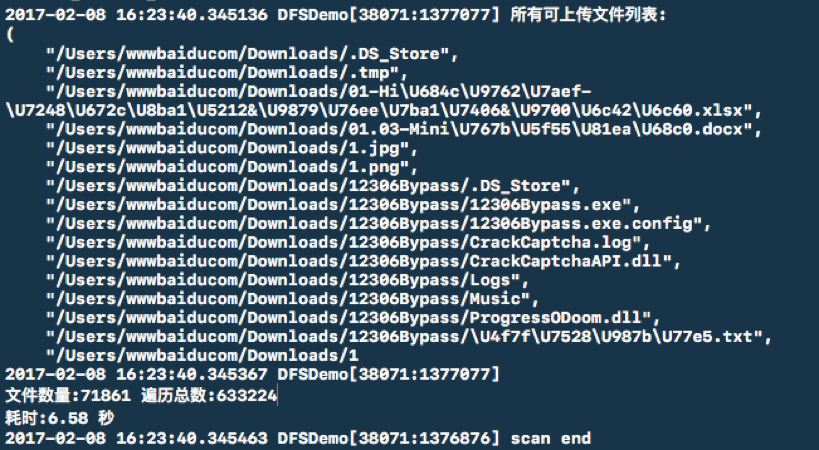 2017-02-08 16:23:40.345136 DFSDemo[38071:1377077] 所有可上传文件列表:
(
"/Users/wwwbaiducom/Downloads/.DS_Store",
"/Users/wwwbaiducom/Downloads/.tmp",
"/Users/wwwbaiducom/Downloads/01-Hi\U684c\U9762\U7aef-
\U7248\U672c\U8ba1\U5212&\U9879\U76ee\U7ba1\U7406&\U9700\U6c42\U6c60.xlsx",
"/Users/wwwbaiducom/Downloads/01.03-Mini\U767b\U5f55\U81ea\U68c0.docx",
"/Users/wwwbaiducom/Downloads/1.jpg",
"/Users/wwwbaiducom/Downloads/1.png",
"/Users/wwwbaiducom/Downloads/12306Bypass/.DS_Store",
"/Users/wwwbaiducom/Downloads/12306Bypass/12306Bypass.exe",
"/Users/wwwbaiducom/Downloads/12306Bypass/12306Bypass.exe.config",
"/Users/wwwbaiducom/Downloads/12306Bypass/CrackCaptcha.log",
"/Users/wwwbaiducom/Downloads/12306Bypass/CrackCaptchaAPI.dll",
"/Users/wwwbaiducom/Downloads/12306Bypass/Logs",
"/Users/wwwbaiducom/Downloads/12306Bypass/Music",
"/Users/wwwbaiducom/Downloads/12306Bypass/ProgressODoom.dll",
"/Users/wwwbaiducom/Downloads/12306Bypass/\U4f7f\U7528\U987b\U77e5.txt",
"/Users/wwwbaiducom/Downloads/1
2017-02-08 16:23:40.345367 DFSDemo[38071:1377077]
文件数量:71861 遍历总数:633224
耗时:6.58 秒
2017-02-08 16:23:40.345463 DFSDemo[38071:1376876] scan end